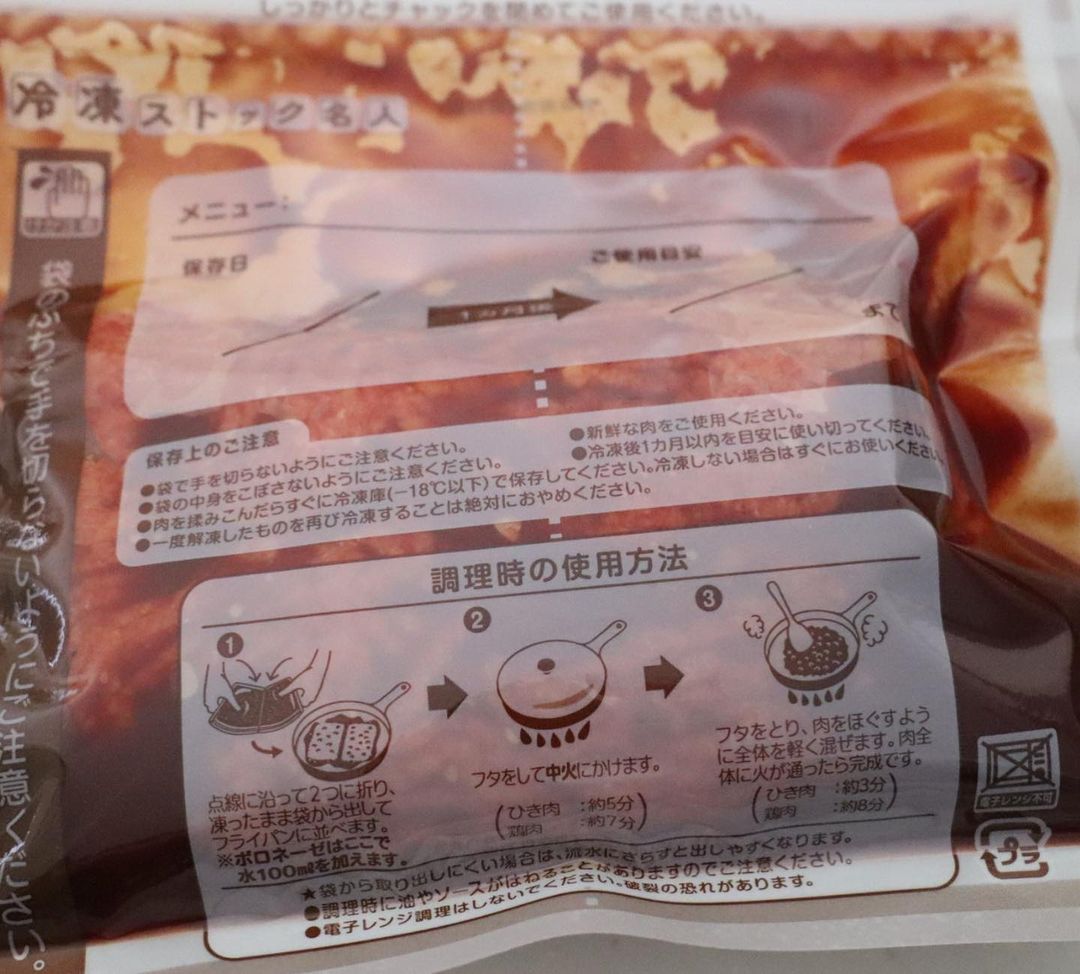 しっかりとチャックを閉めてご使用ください。
冷凍ストック名人
袋のふちで手を切らないようにご注意ください。
メニュー：
保存日
ご使用目安
1ヵ月後
まで
保存上のご注意
●袋で手を切らないようにご注意ください。
●袋の中身をこぼさないようにご注意ください。
●肉を揉みこんだらすぐに冷凍庫(−18℃以下)で保存してください。冷凍しない場合はすぐにお使いください。
●一度解凍したものを再び冷凍することは絶対におやめください。
●新鮮な肉をご使用ください。
●冷凍後1カ月以内を目安に使い切ってください。
調理時の使用方法
❶
点線に沿って2つに折り、
凍ったまま袋から出して
フライパンに並べます。
※ボロネーゼはここで
水100mℓを加えます。
❷
フタをして中火にかけます。
(ひき肉 ：約5分
鶏肉 ：約7分)
❸
フタをとり、肉をほぐすよう
に全体を軽く混ぜます。肉全
体に火が通ったら完成です。
(ひき肉 ：約3分
鶏肉 ：約8分)
★袋から取り出しにくい場合は、流水にさらすと出しやすくなります。
●調理時に油やソースがはねることがありますのでご注意ください。
●電子レンジ調理はしないでください。破裂の恐れがあります。
電子レンジ不可
プラ